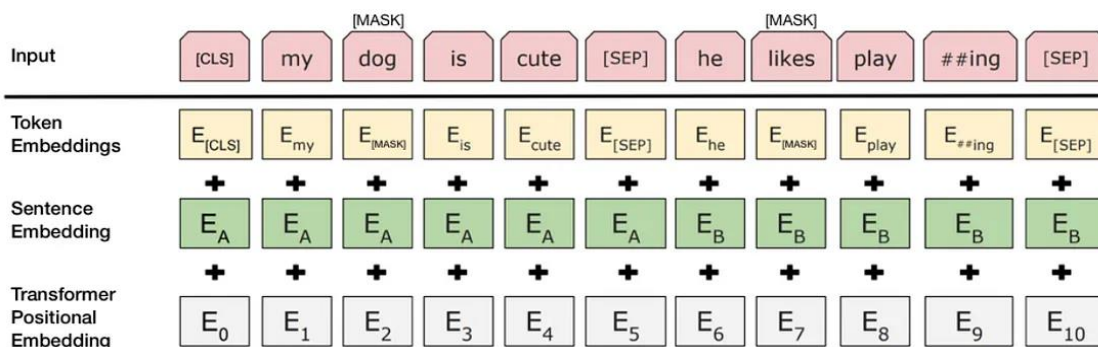 [MASK] [MASK]
Input [CLS] my dog is cute [SEP] he likes play ##ing [SEP]
Token
Embeddings
E[CLS] Emy E[MASK] Eis Ecute E[SEP] Ehe E[MASK] Eplay E##ing E[SEP]
+ + + + + + + + + + +
Sentence
Embedding
EA EA EA EA EA EA EB EB EB EB EB
+ + + + + + + + + + +
Transformer
Positional
Embedding
E0 E1 E2 E3 E4 E5 E6 E7 E8 E9 E10